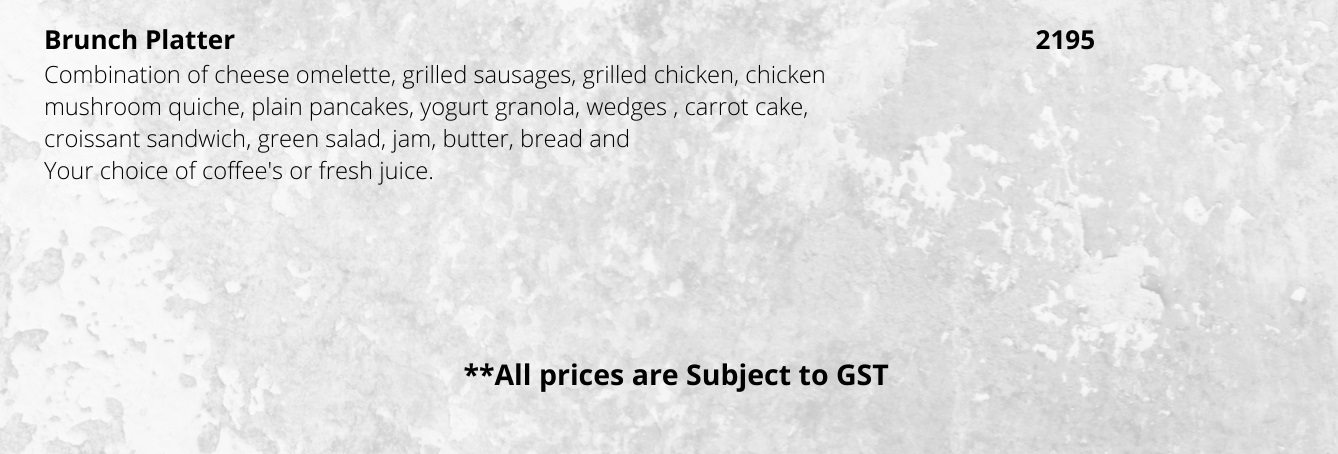 Brunch Platter 2195
Combination of cheese omelette, grilled sausages, grilled chicken, chicken
mushroom quiche, plain pancakes, yogurt granola, wedges , carrot cake,
croissant sandwich, green salad, jam, butter, bread and
Your choice of coffee's or fresh juice.
**All prices are Subject to GST